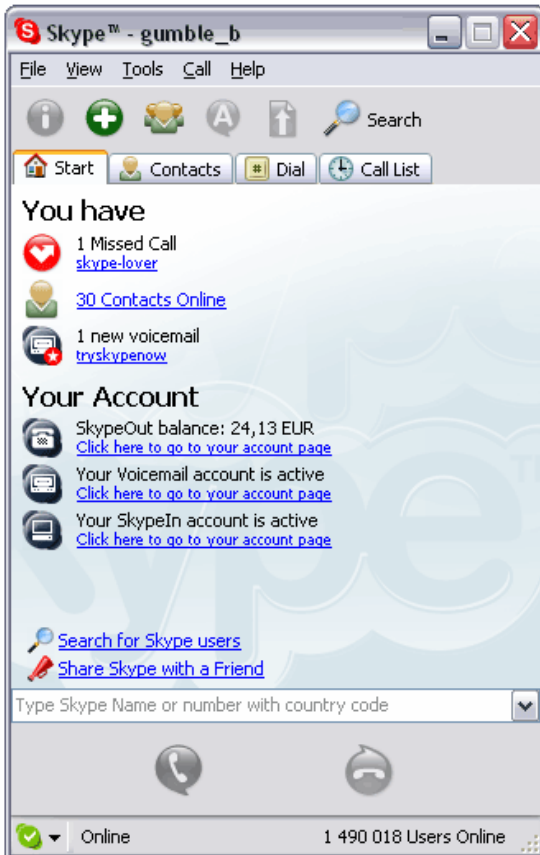 Skype™ - gumble_b
File View Tools Call Help
Search
Start Contacts # Dial Call List
You have
1 Missed Call
skype-lover
30 Contacts Online
1 new voicemail
tryskypenow
Your Account
SkypeOut balance: 24,13 EUR
Click here to go to your account page
Your Voicemail account is active
Click here to go to your account page
Your SkypeIn account is active
Click here to go to your account page
Search for Skype users
Share Skype with a Friend
Type Skype Name or number with country code
Online 1 490 018 Users Online